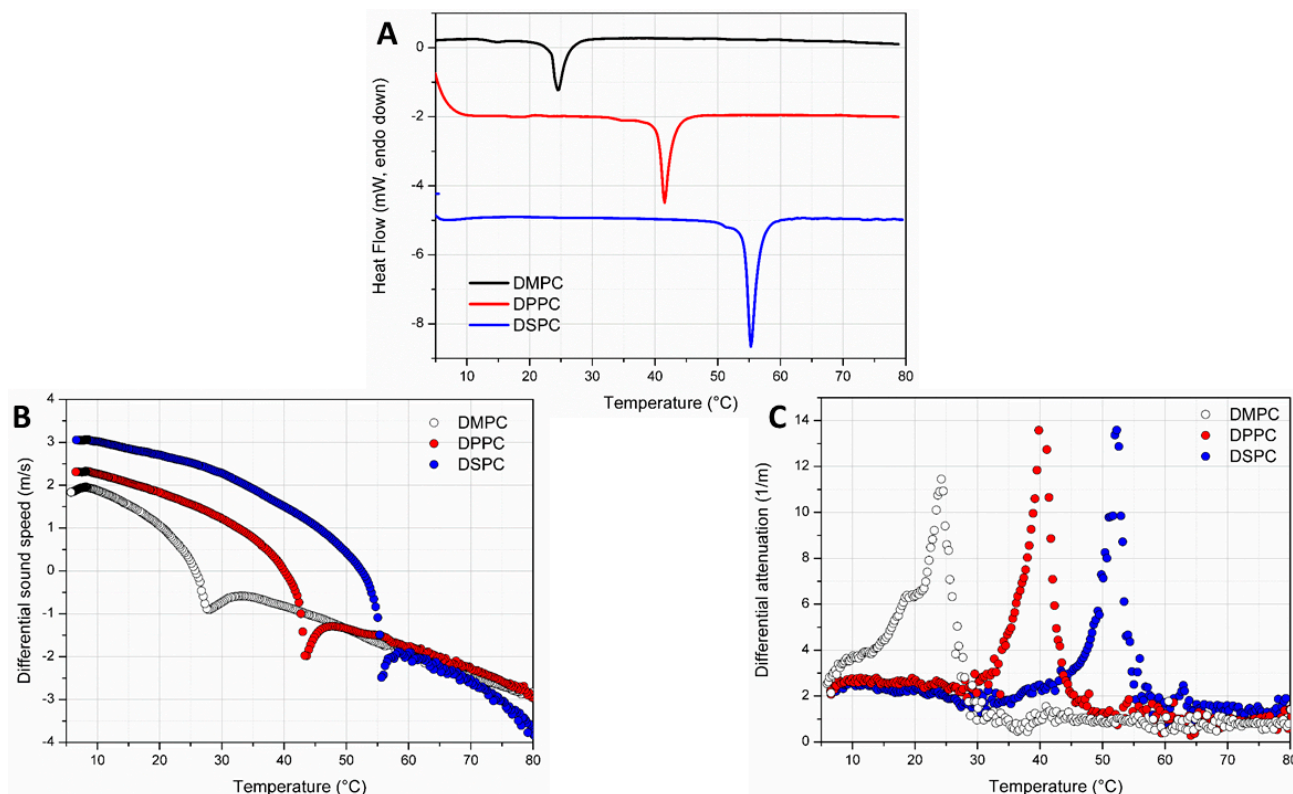 A
Heat Flow (mW, endo down)
0
-2
-4
-6
-8
DMPC
DPPC
DSPC
10 20 30 40 50 60 70 80
Temperature (°C)
B
Differential sound speed (m/s)
4
3
2
1
0
-1
-2
-3
-4
DMPC
DPPC
DSPC
10 20 30 40 50 60 70 80
Temperature (°C)
C
Differential attenuation (1/m)
14
12
10
8
6
4
2
0
DMPC
DPPC
DSPC
10 20 30 40 50 60 70 80
Temperature (°C)